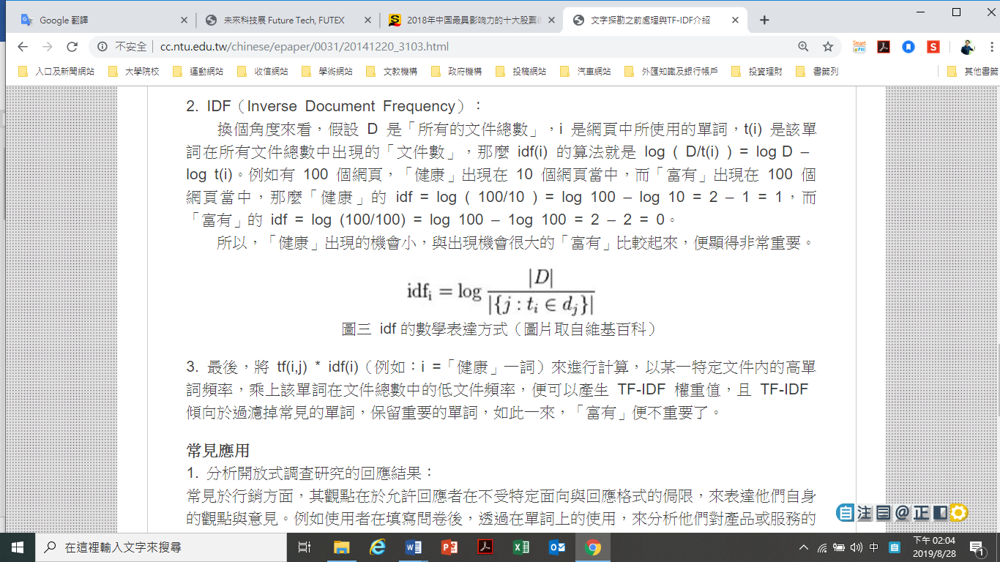 Google 翻譯
未來科技展 Future Tech, FUTEX
2018年中国最具影响力的十大股票
文字探勘之前處理與TF-IDF介紹
不安全 | cc.ntu.edu.tw/chinese/epaper/0031/20141220_3103.html
入口及新聞網站 大學院校 運動網站 收信網站 學術網站 文教機構 政府機構 投稿網站 汽車網站 外匯知識及銀行帳戶 投資理財 書籤列 其他書籤
2. IDF（Inverse Document Frequency）：
換個角度來看，假設 D 是「所有的文件總數」，i 是網頁中所使用的單詞，t(i) 是該單
詞在所有文件總數中出現的「文件數」，那麼 idf(i) 的算法就是 log ( D/t(i) ) = log D –
log t(i)。例如有 100 個網頁，「健康」出現在 10 個網頁當中，而「富有」出現在 100 個
網頁當中，那麼「健康」的 idf = log ( 100/10 ) = log 100 – log 10 = 2 – 1 = 1，而
「富有」的 idf = log (100/100) = log 100 – 1og 100 = 2 – 2 = 0。
所以，「健康」出現的機會小，與出現機會很大的「富有」比較起來，便顯得非常重要。
idfᵢ = log |D| / |{j : tᵢ ∈ dⱼ}|
圖三 idf 的數學表達方式（圖片取自維基百科）
3. 最後，將 tf(i,j) * idf(i)（例如：i =「健康」一詞）來進行計算，以某一特定文件內的高單
詞頻率，乘上該單詞在文件總數中的低文件頻率，便可以產生 TF-IDF 權重值，且 TF-IDF
傾向於過濾掉常見的單詞，保留重要的單詞，如此一來，「富有」便不重要了。
常見應用
1. 分析開放式調查研究的回應結果：
常見於行銷方面，其觀點在於允許回應者在不受特定面向與回應格式的侷限，來表達他們自身
的觀點與意見。例如使用者在填寫問卷後，透過在單詞上的使用，來分析他們對產品或服務的
注 @ 正
在這裡輸入文字來搜尋
中
下午 02:04
2019/8/28
1